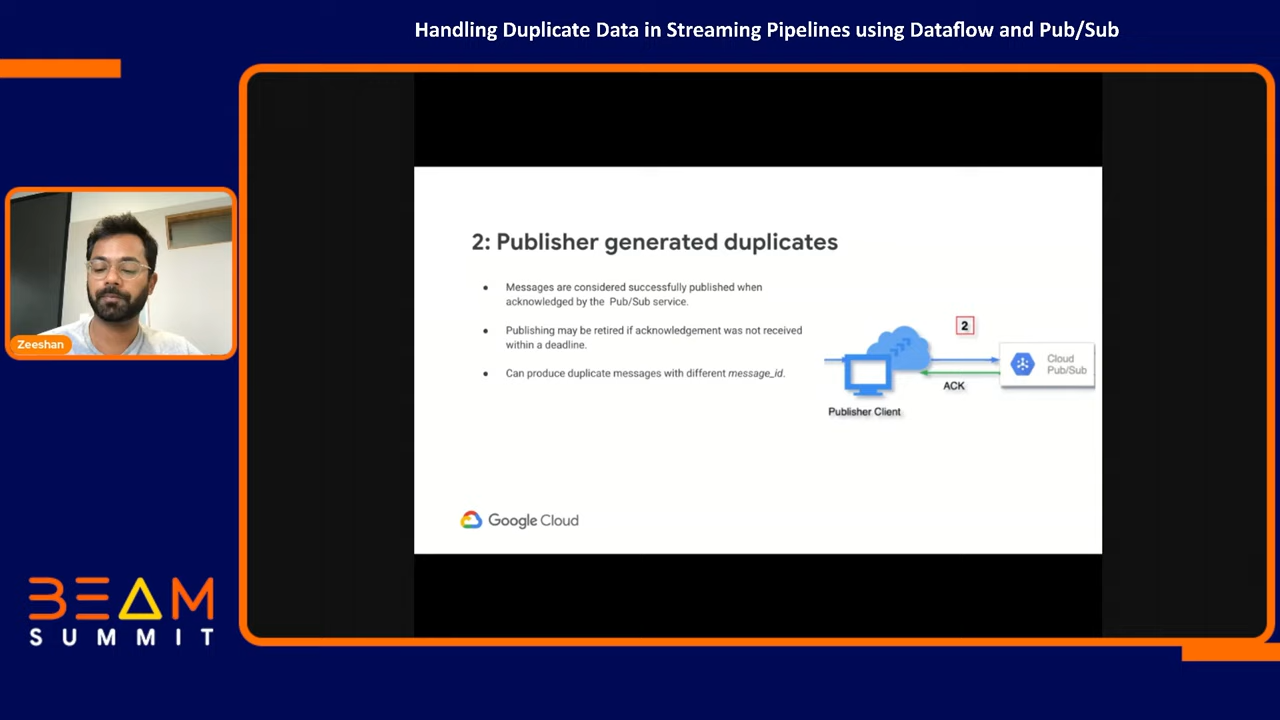 Handling Duplicate Data in Streaming Pipelines using Dataflow and Pub/Sub
Zeeshan
BEAM
SUMMIT
2: Publisher generated duplicates
● Messages are considered successfully published when
acknowledged by the Pub/Sub service.
● Publishing may be retired if acknowledgement was not received
within a deadline.
● Can produce duplicate messages with different message_id.
2
Cloud
Pub/Sub
ACK
Publisher Client
Google Cloud